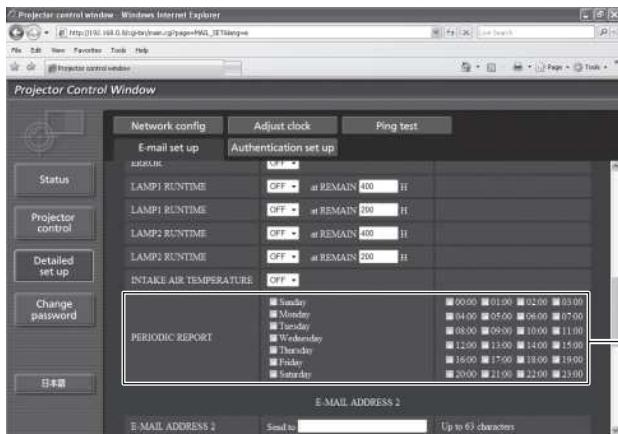 Projector control window - Windows Internet Explorer
File Edit View Favorites Tools Help
Live Search
Projector control window
Page Tools
Projector Control Window
Network config Adjust clock Ping test
E-mail set up Authentication set up
ERROR OFF
Status
LAMP1 RUNTIME OFF at REMAIN 400 H
LAMP1 RUNTIME OFF at REMAIN 200 H
Projector
control
LAMP2 RUNTIME OFF at REMAIN 400 H
LAMP2 RUNTIME OFF at REMAIN 200 H
Detailed
set up
INTAKE AIR TEMPERATURE OFF
Change
password
PERIODIC REPORT
Sunday
Monday
Tuesday
Wednesday
Thursday
Friday
Saturday
00:00 01:00 02:00 03:00
04:00 05:00 06:00 07:00
08:00 09:00 10:00 11:00
12:00 13:00 14:00 15:00
16:00 17:00 18:00 19:00
20:00 21:00 22:00 23:00
日本語
E-MAIL ADDRESS 2
E-MAIL ADDRESS 2 Send to Up to 63 characters